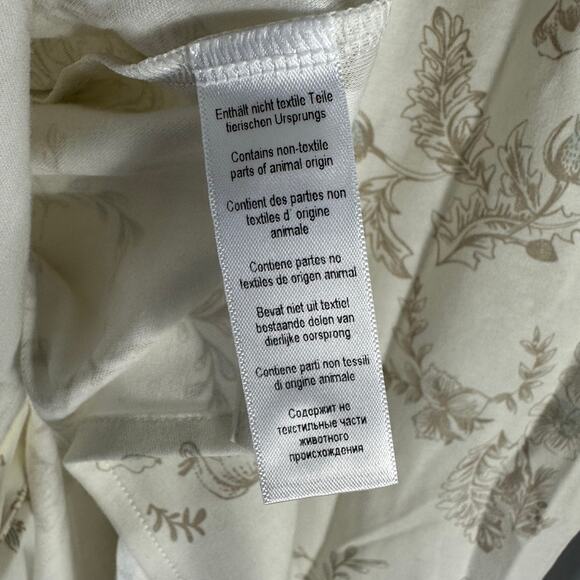 Enthält nicht textile Teile
tierischen Ursprungs
Contains non-textile
parts of animal origin
Contient des parties non
textiles d' origine
animale
Contiene partes no
textiles de origen animal
Bevat niet uit textiel
bestaande delen van
dierlijke oorsprong
Contiene parti non tessili
di origine animale
Содержит не
текстильные части
животного
происхождения